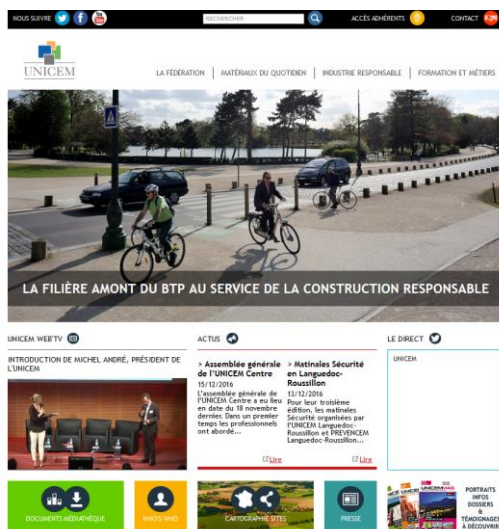 NOUS SUIVRE
RECHERCHER
ACCÈS ADHÉRENTS
CONTACT
UNICEM
LA FÉDÉRATION | MATÉRIAUX DU QUOTIDIEN | INDUSTRIE RESPONSABLE | FORMATION ET MÉTIERS
LA FILIÈRE AMONT DU BTP AU SERVICE DE LA CONSTRUCTION RESPONSABLE
UNICEM WEB'TV
INTRODUCTION DE MICHEL ANDRÉ, PRÉSIDENT DE
L'UNICEM
ACTUS
> Assemblée générale
de l'UNICEM Centre
15/12/2016
L'assemblée générale de
l'UNICEM Centre a eu lieu
en date du 18 novembre
dernier. Dans un premier
temps les professionnels
ont abordé...
Lire
> Matinales Sécurité
en Languedoc-
Roussillon
13/12/2016
Pour leur troisième
édition, les matinales
Sécurité organisées par
l'UNICEM Languedoc-
Roussillon et PREVENCEM
Languedoc-Roussillon...
Lire
LE DIRECT
UNICEM
DOCUMENTS MÉDIATHÈQUE
WHO'S WHO
CARTOGRAPHIE SITES
PRESSE
PORTRAITS
INFOS
DOSSIERS
&
TÉMOIGNAGES
À DÉCOUVRIR